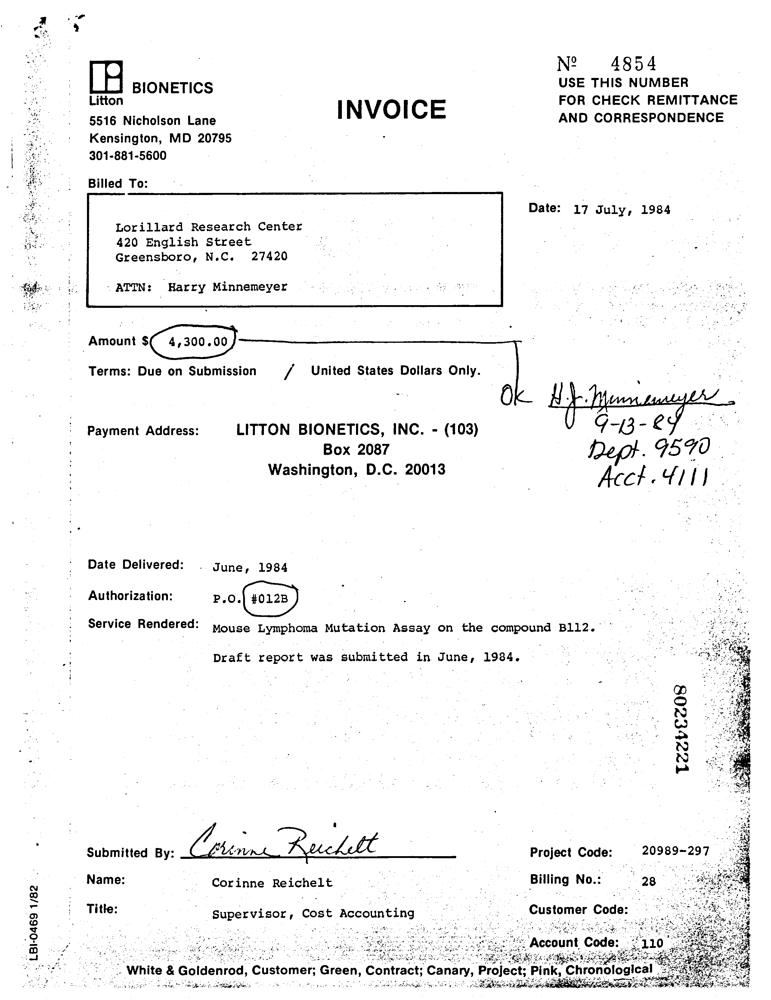 Nº 4854
USE THIS NUMBER
FOR CHECK REMITTANCE
AND CORRESPONDENCE
BIONETICS
Litton
INVOICE
5516 Nicholson Lane
Kensington, MD 20795
301-881-5600
Billed To:
Lorillard Research Center
420 English Street
Greensboro, N.C. 27420
ATTN: Harry Minnemeyer
Date: 17 July, 1984
Amount $ 4,300.00
Terms: Due on Submission / United States Dollars Only.
OK H.J. Minnemeyer
9-13-84
Dept. 9590
Acct. 4111
Payment Address: LITTON BIONETICS, INC. - (103)
Box 2087
Washington, D.C. 20013
Date Delivered: June, 1984
Authorization: P.O. #012B
Service Rendered: Mouse Lymphoma Mutation Assay on the compound B112.
Draft report was submitted in June, 1984.
80234221
Submitted By: Corinne Reichelt
Name: Corinne Reichelt
Title: Supervisor, Cost Accounting
Project Code: 20989-297
Billing No.: 28
Customer Code:
Account Code: 110
LBI-0469 1/82
White & Goldenrod, Customer; Green, Contract; Canary, Project; Pink, Chronological